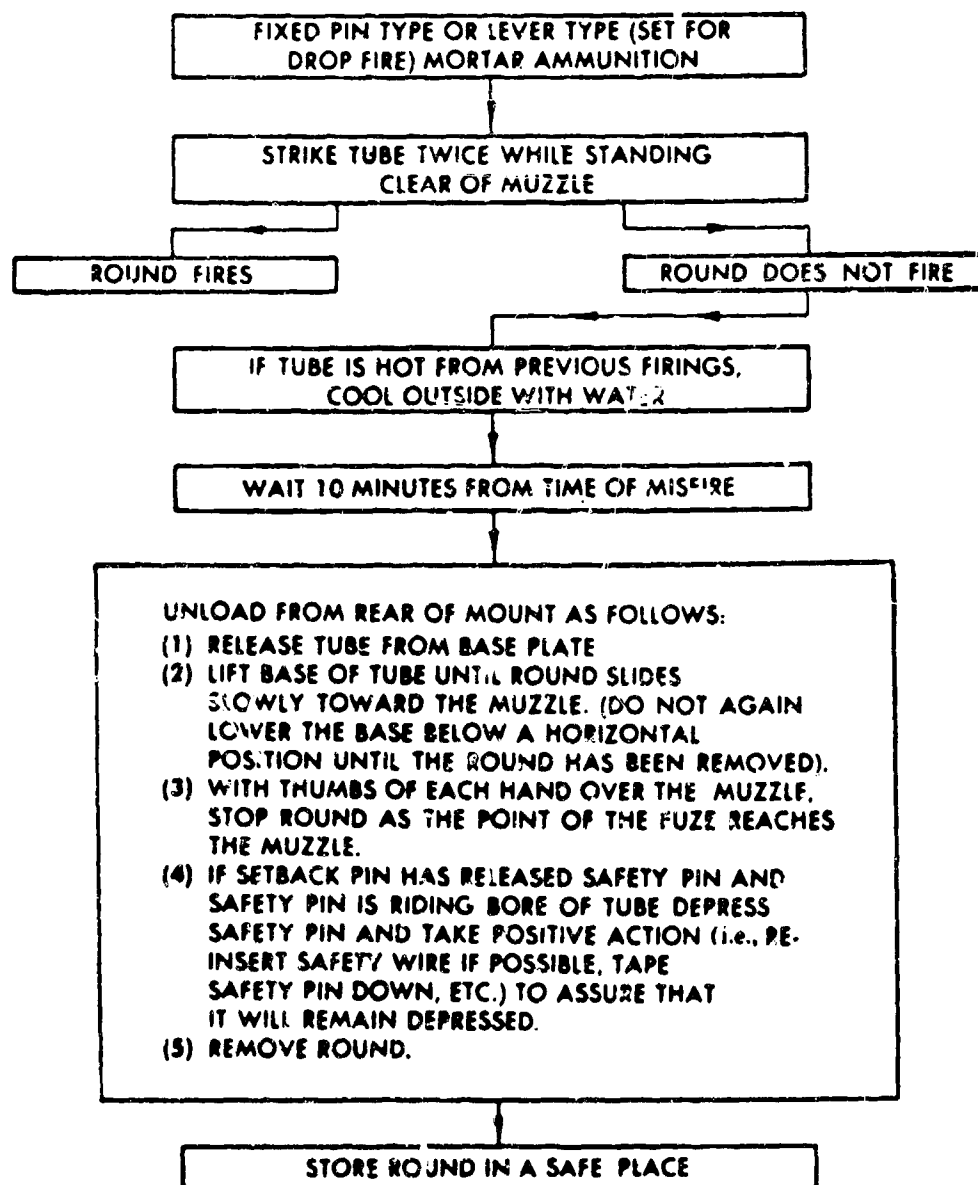 FIXED PIN TYPE OR LEVER TYPE (SET FOR
DROP FIRE) MORTAR AMMUNITION
STRIKE TUBE TWICE WHILE STANDING
CLEAR OF MUZZLE
ROUND FIRES
ROUND DOES NOT FIRE
IF TUBE IS HOT FROM PREVIOUS FIRINGS,
COOL OUTSIDE WITH WATER
WAIT 10 MINUTES FROM TIME OF MISFIRE
UNLOAD FROM REAR OF MOUNT AS FOLLOWS:
(1) RELEASE TUBE FROM BASE PLATE
(2) LIFT BASE OF TUBE UNTIL ROUND SLIDES
SLOWLY TOWARD THE MUZZLE. (DO NOT AGAIN
LOWER THE BASE BELOW A HORIZONTAL
POSITION UNTIL THE ROUND HAS BEEN REMOVED).
(3) WITH THUMBS OF EACH HAND OVER THE MUZZLE,
STOP ROUND AS THE POINT OF THE FUZE REACHES
THE MUZZLE.
(4) IF SETBACK PIN HAS RELEASED SAFETY PIN AND
SAFETY PIN IS RIDING BORE OF TUBE DEPRESS
SAFETY PIN AND TAKE POSITIVE ACTION (i.e., RE-
INSERT SAFETY WIRE IF POSSIBLE, TAPE
SAFETY PIN DOWN, ETC.) TO ASSURE THAT
IT WILL REMAIN DEPRESSED.
(5) REMOVE ROUND.
STORE ROUND IN A SAFE PLACE